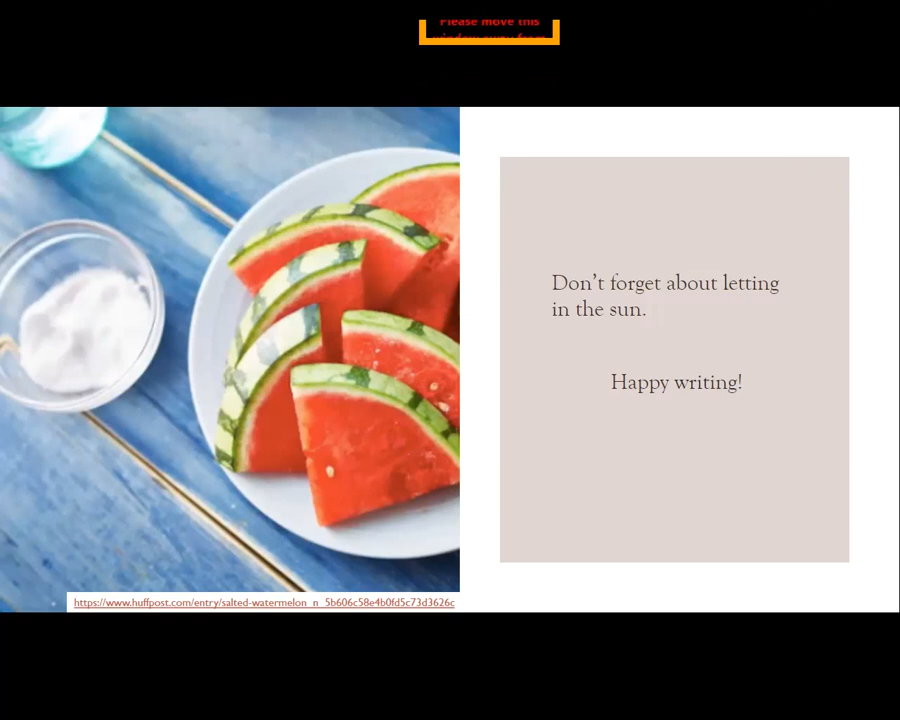 Please move this
Don't forget about letting
in the sun.
Happy writing!
https://www.huffpost.com/entry/salted-watermelon_n_5b606c58e4b0fd5c73d3626c